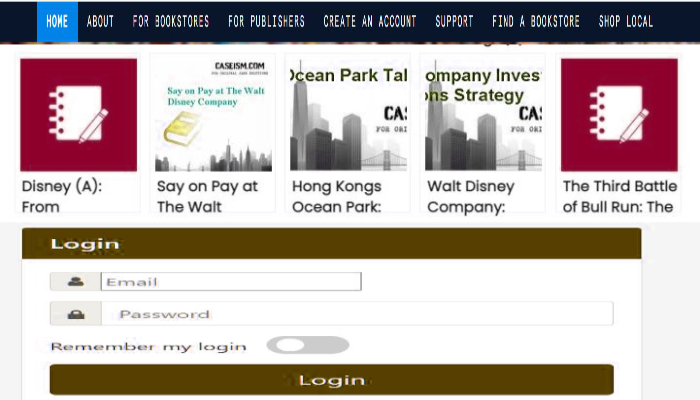 HOME ABOUT FOR BOOKSTORES FOR PUBLISHERS CREATE AN ACCOUNT SUPPORT FIND A BOOKSTORE SHOP LOCAL
CASEISM.COM
Say on Pay at The Walt
Disney Company
Ocean Park Tal
CAS
FOR ORI
ompany Inves
ns Strategy
CAS
FOR ORI
Disney (A):
From
Say on Pay at
The Walt
Hong Kongs
Ocean Park:
Walt Disney
Company:
The Third Battle
of Bull Run: The
Login
Email
Password
Remember my login
Login